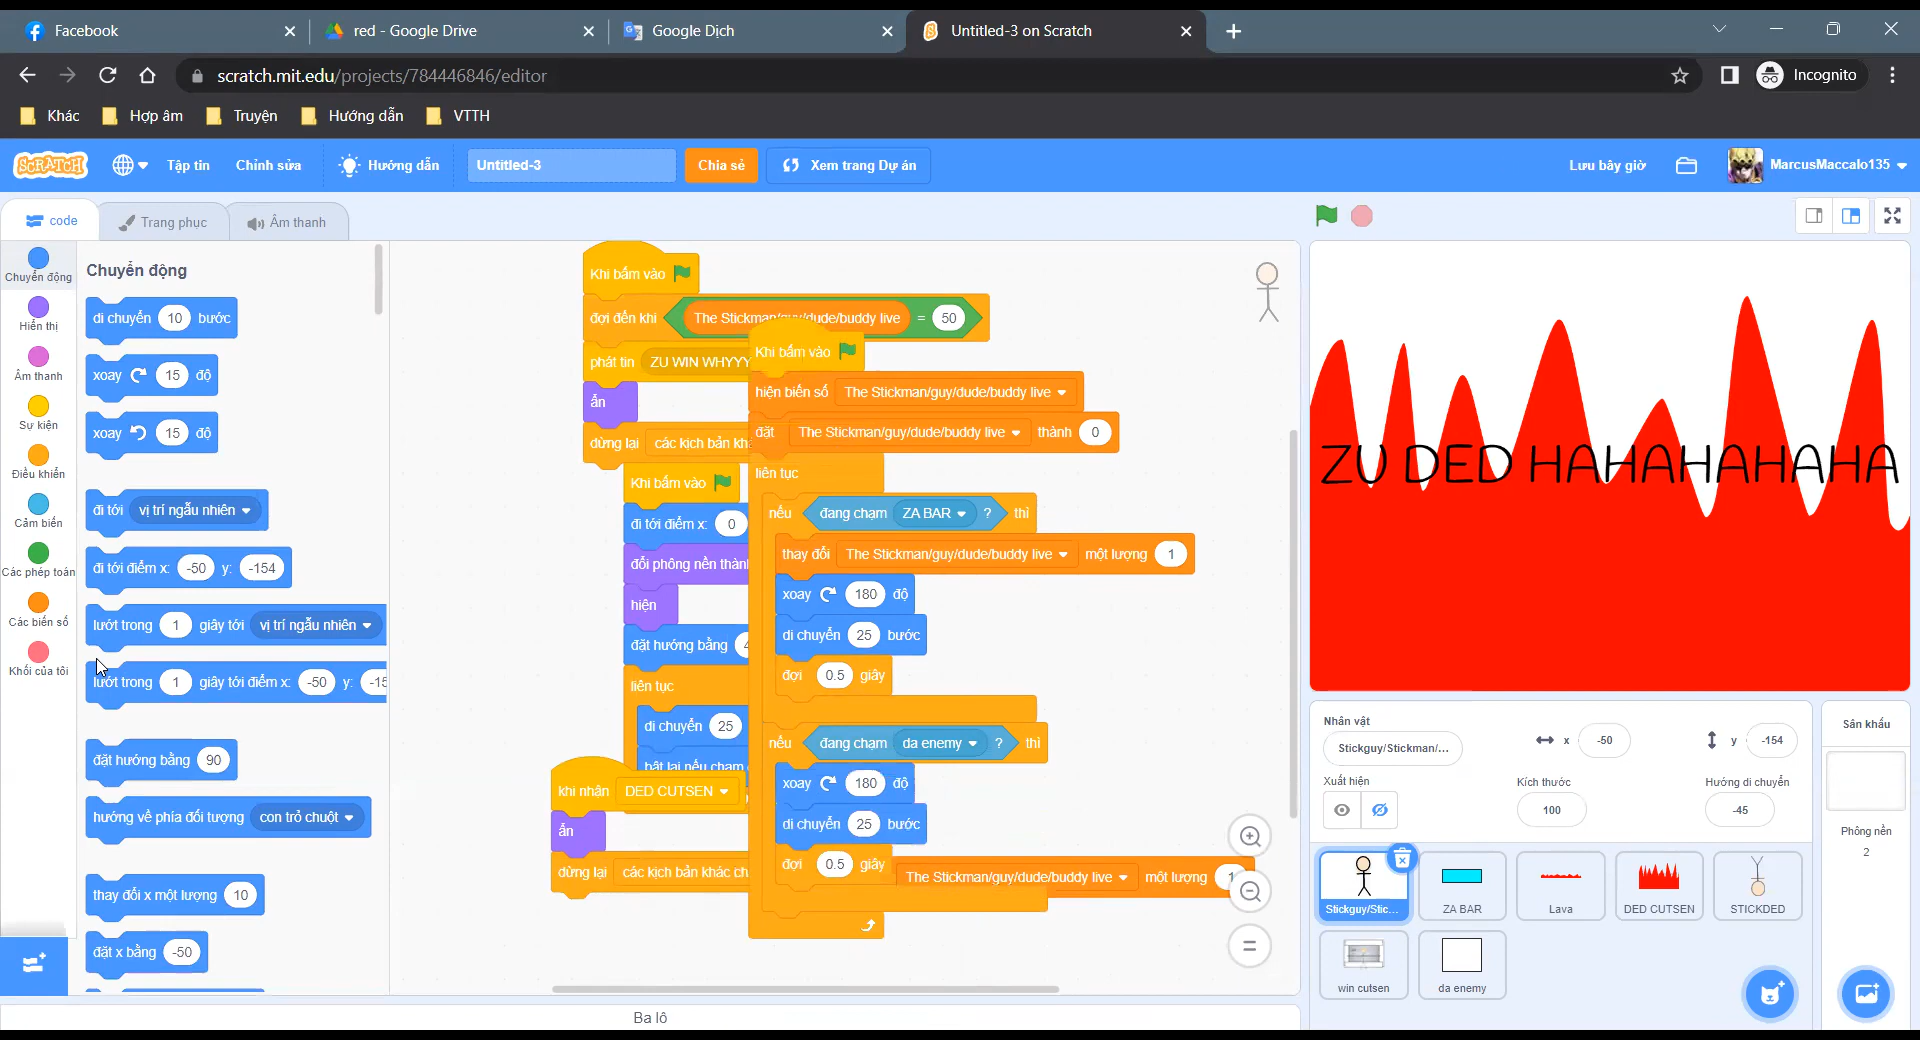 Facebook
red - Google Drive
Google Dịch
Untitled-3 on Scratch
scratch.mit.edu/projects/784446846/editor
Incognito
Khác
Hợp âm
Truyện
Hướng dẫn
VTTH
SCRATCH
Tập tin
Chỉnh sửa
Hướng dẫn
Untitled-3
Chia sẻ
Xem trang Dự án
Lưu bây giờ
MarcusMaccalo135
code
Trang phục
Âm thanh
Chuyển động
Hiển thị
Âm thanh
Sự kiện
Điều khiển
Cảm biến
Các phép toán
Các biến số
Khối của tôi
Chuyển động
di chuyển 10 bước
xoay 15 độ
xoay 15 độ
đi tới vị trí ngẫu nhiên
đi tới điểm x: -50 y: -154
lướt trong 1 giây tới vị trí ngẫu nhiên
lướt trong 1 giây tới điểm x: -50 y: -15
đặt hướng bằng 90
hướng về phía đối tượng con trỏ chuột
thay đổi x một lượng 10
đặt x bằng -50
Khi bấm vào
đợi đến khi The Stickman/guy/dude/buddy live = 50
phát tin ZU WIN WHYYY
ẩn
dừng lại các kịch bản kh
Khi bấm vào
đi tới điểm x: 0
đổi phông nền thành
hiện
đặt hướng bằng
liên tục
di chuyển 25
bật lại nếu chạm
khi nhận DED CUTSEN
ẩn
dừng lại các kịch bản khác ch
Khi bấm vào
hiện biến số The Stickman/guy/dude/buddy live
đặt The Stickman/guy/dude/buddy live thành 0
liên tục
nếu đang chạm ZA BAR ? thì
thay đổi The Stickman/guy/dude/buddy live một lượng 1
xoay 180 độ
di chuyển 25 bước
đợi 0.5 giây
nếu đang chạm da enemy ? thì
xoay 180 độ
di chuyển 25 bước
đợi 0.5 giây
The Stickman/guy/dude/buddy live một lượng 1
Ba lô
ZU DED HAHAHAHAHA
Nhân vật
Stickguy/Stickman/...
x -50
y -154
Xuất hiện
Kích thước
100
Hướng di chuyển
-45
Stickguy/Stic...
ZA BAR
Lava
DED CUTSEN
STICKDED
win cutsen
da enemy
Sân khấu
Phông nền
2